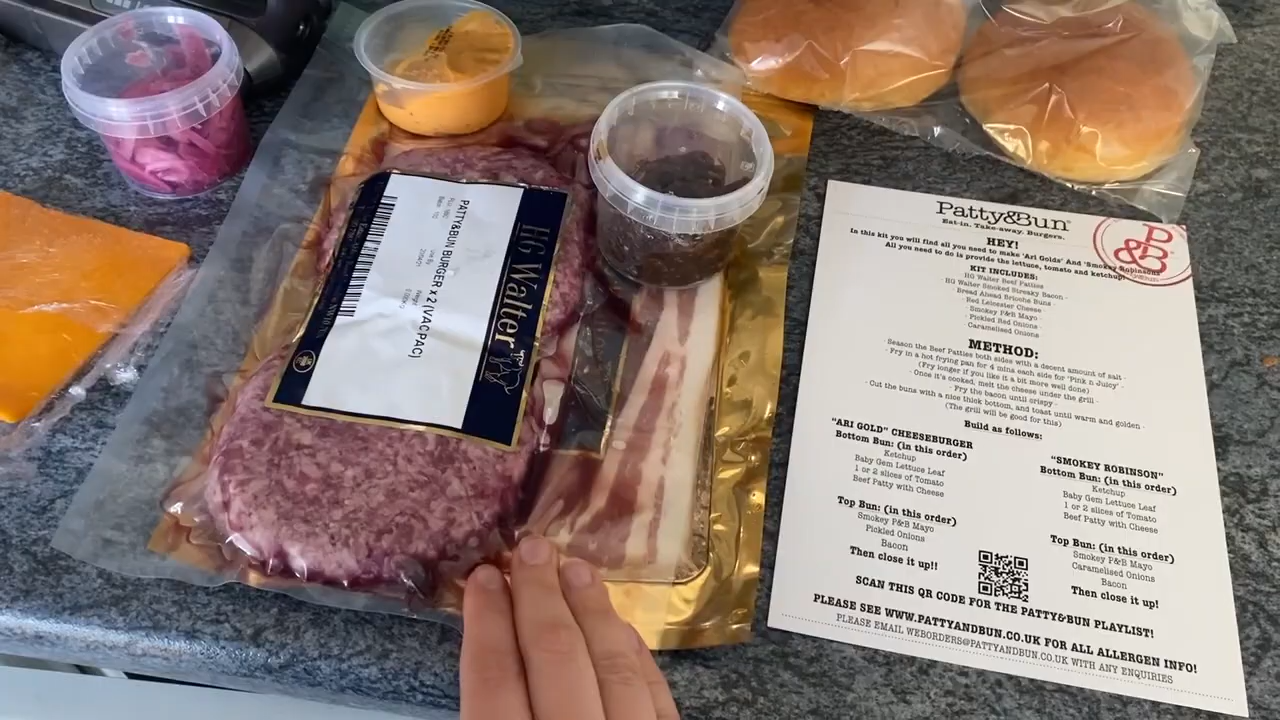 HG Walter
PATTY&BUN BURGER X 2 (VAC PAC)
Use By
Patty&Bun
Eat-in. Take-away. Burgers.
P
&B
HEY!
In this kit you will find all you need to make 'Ari Golds' And 'Smokey Robinsons'
All you need to do is provide the lettuce, tomato and ketchup!
KIT INCLUDES:
HG Walter Beef Patties
HG Walter Smoked Streaky Bacon -
- Bread Ahead Brioche Buns -
- Red Leicester Cheese
- Smokey P&B Mayo -
- Pickled Red Onions -
- Caramelised Onions
METHOD:
- Season the Beef Patties both sides with a decent amount of salt -
- Fry in a hot frying pan for 4 mins each side for 'Pink n Juicy' -
(Fry longer if you like it a bit more well done)
- Once it's cooked, melt the cheese under the grill -
- Fry the bacon until crispy -
- Cut the buns with a nice thick bottom, and toast until warm and golden -
(The grill will be good for this)
Build as follows:
"ARI GOLD" CHEESEBURGER
Bottom Bun: (in this order)
Ketchup
Baby Gem Lettuce Leaf
1 or 2 slices of Tomato
Beef Patty with Cheese
Top Bun: (in this order)
Smokey P&B Mayo
Pickled Onions
Bacon
Then close it up!!
"SMOKEY ROBINSON"
Bottom Bun: (in this order)
Ketchup
Baby Gem Lettuce Leaf
1 or 2 slices of Tomato
Beef Patty with Cheese
Top Bun: (in this order)
Smokey P&B Mayo
Caramelised Onions
Bacon
Then close it up!
SCAN THIS QR CODE FOR THE PATTY&BUN PLAYLIST!
PLEASE SEE WWW.PATTYANDBUN.CO.UK FOR ALL ALLERGEN INFO!
PLEASE EMAIL WEBORDERS@PATTYANDBUN.CO.UK WITH ANY ENQUIRIES